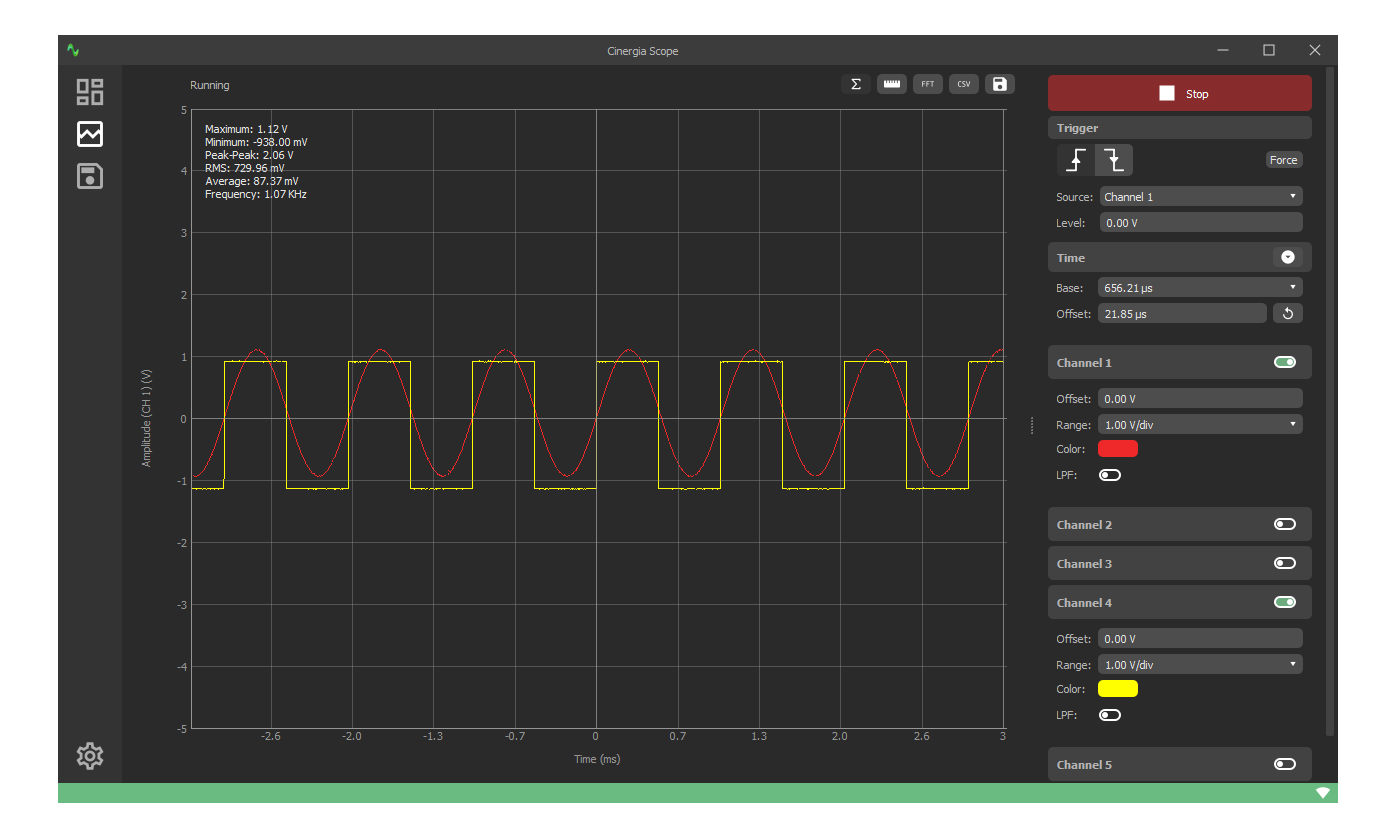 Cinergia Scope
Running
Σ
FFT
CSV
Stop
Maximum: 1.12 V
Minimum: -938.00 mV
Peak-Peak: 2.06 V
RMS: 729.96 mV
Average: 87.37 mV
Frequency: 1.07 KHz
5
4
3
2
1
0
-1
-2
-3
-4
-5
Amplitude (CH 1) (V)
-2.6 -2.0 -1.3 -0.7 0 0.7 1.3 2.0 2.6 3
Time (ms)
Trigger
Force
Source: Channel 1
Level: 0.00 V
Time
Base: 656.21 µs
Offset: 21.85 µs
Channel 1
Offset: 0.00 V
Range: 1.00 V/div
Color:
LPF:
Channel 2
Channel 3
Channel 4
Offset: 0.00 V
Range: 1.00 V/div
Color:
LPF:
Channel 5